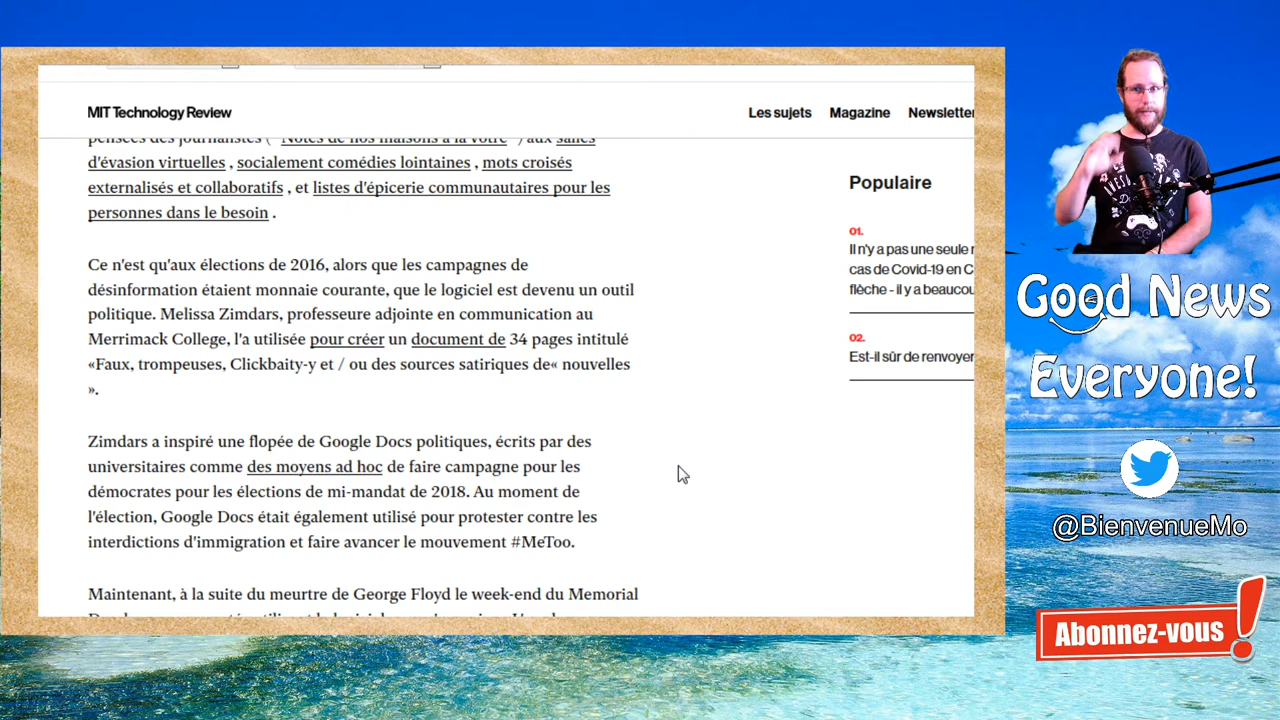 MIT Technology Review
Les sujets Magazine Newsletter
pensées des journalistes ( " Notes de nos maisons à la vôtre " ) aux salles
d'évasion virtuelles , socialement comédies lointaines , mots croisés
externalisés et collaboratifs , et listes d'épicerie communautaires pour les
personnes dans le besoin .
Ce n'est qu'aux élections de 2016, alors que les campagnes de
désinformation étaient monnaie courante, que le logiciel est devenu un outil
politique. Melissa Zimdars, professeure adjointe en communication au
Merrimack College, l'a utilisée pour créer un document de 34 pages intitulé
«Faux, trompeuses, Clickbaity-y et / ou des sources satiriques de« nouvelles
».
Zimdars a inspiré une flopée de Google Docs politiques, écrits par des
universitaires comme des moyens ad hoc de faire campagne pour les
démocrates pour les élections de mi-mandat de 2018. Au moment de
l'élection, Google Docs était également utilisé pour protester contre les
interdictions d'immigration et faire avancer le mouvement #MeToo.
Maintenant, à la suite du meurtre de George Floyd le week-end du Memorial
Populaire
01.
Il n'y a pas une seule
cas de Covid-19 en C
flèche - il y a beaucou
02.
Est-il sûr de renvoyer
AWESOME
Good News
Everyone!
@BienvenueMo
Abonnez-vous !